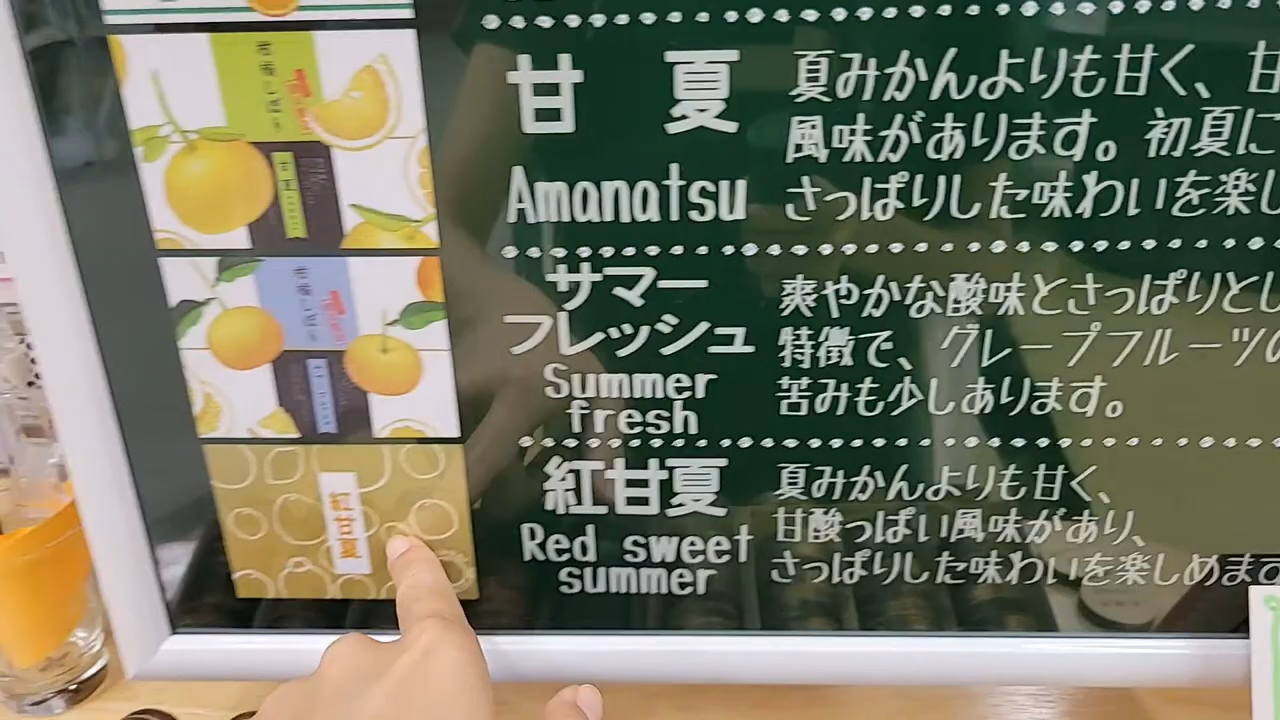 甘夏
Amanatsu
夏みかんよりも甘く、甘
風味があります。初夏に
さっぱりした味わいを楽し
サマー
フレッシュ
Summer
fresh
爽やかな酸味とさっぱりとし
特徴で、グレープフルーツの
苦みも少しあります。
紅甘夏
紅甘夏
Red sweet
summer
夏みかんよりも甘く、
甘酸っぱい風味があり、
さっぱりした味わいを楽しめます